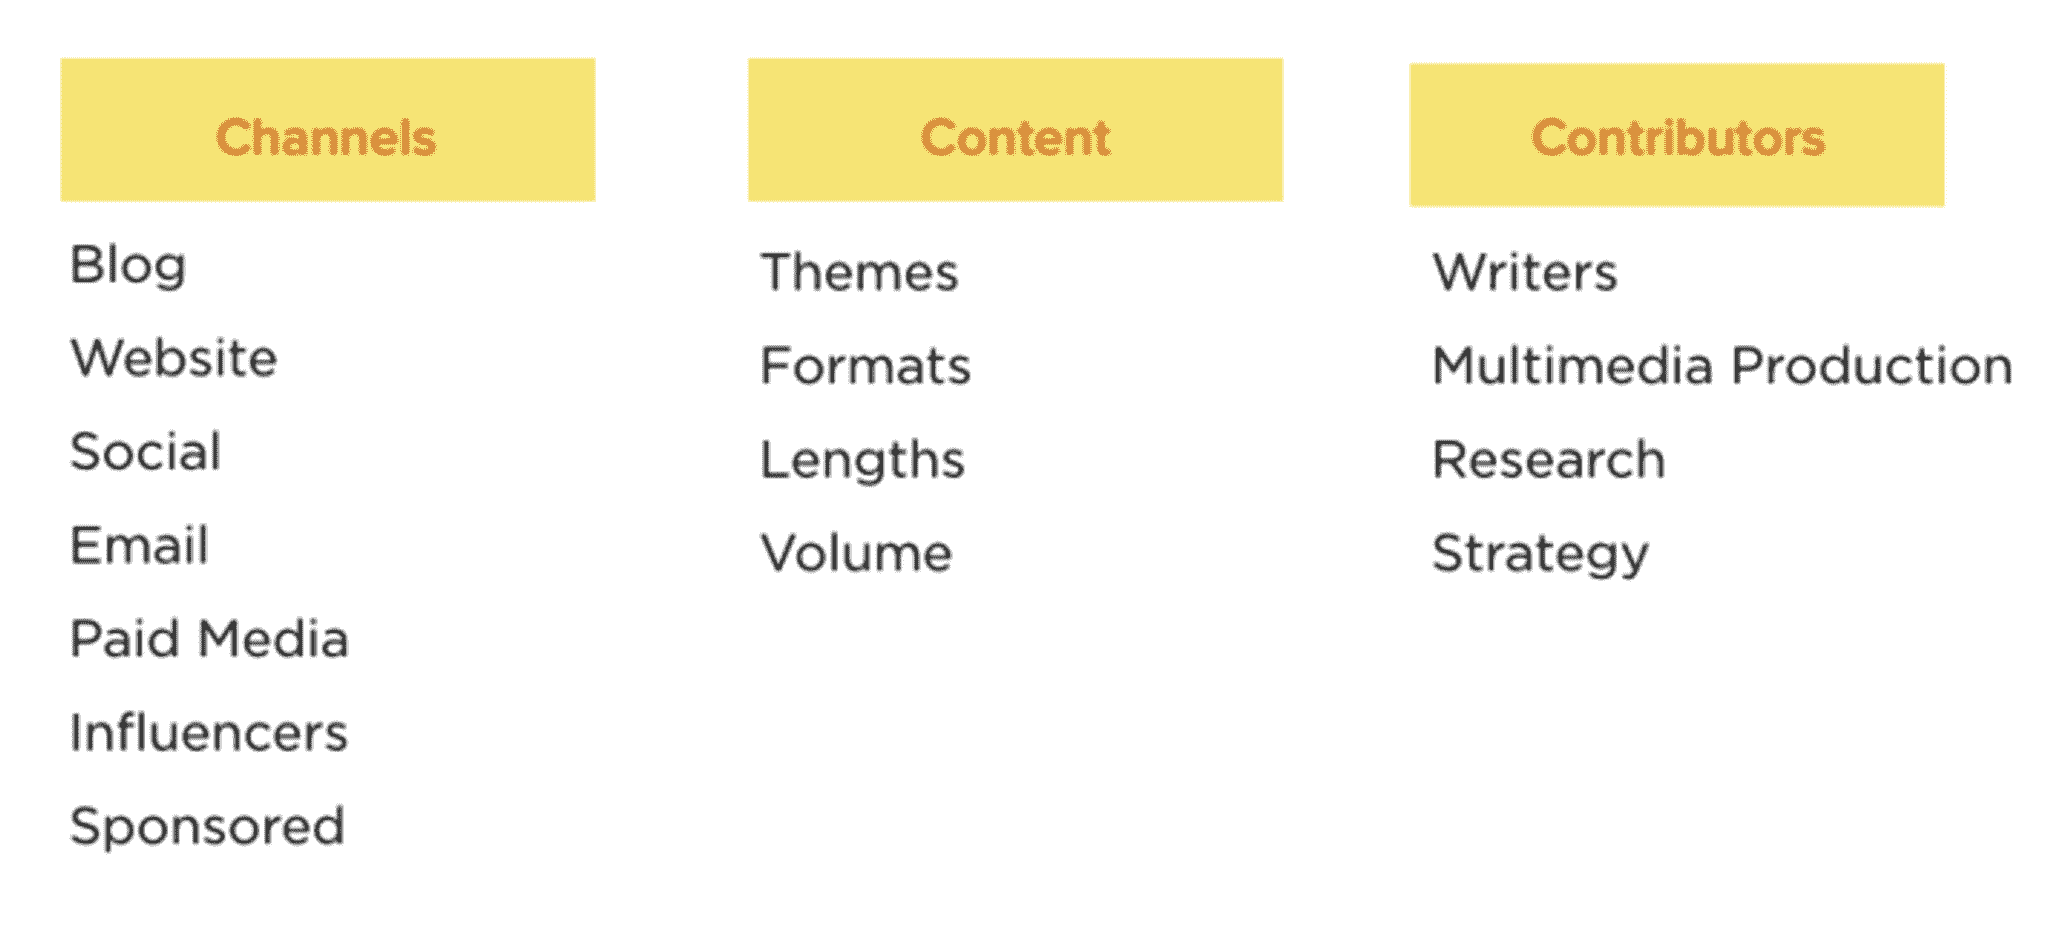 Channels
Blog
Website
Social
Email
Paid Media
Influencers
Sponsored
Content
Themes
Formats
Lengths
Volume
Contributors
Writers
Multimedia Production
Research
Strategy